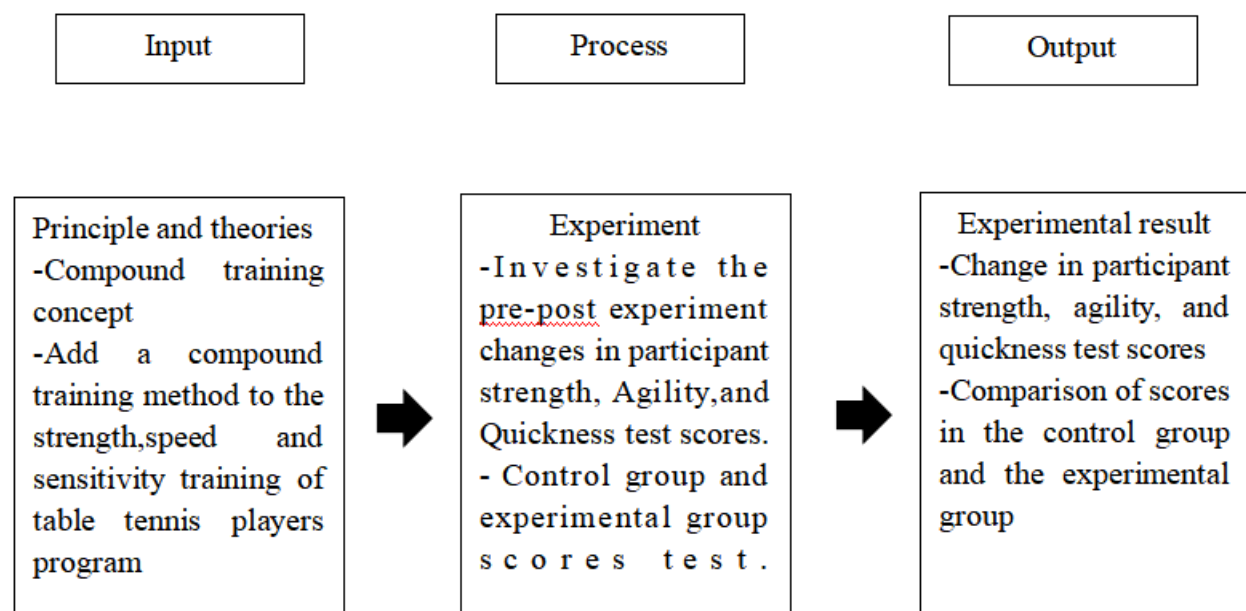 Input
Process
Output
Principle and theories
-Compound training
concept
-Add a compound
training method to the
strength,speed and
sensitivity training of
table tennis players
program
Experiment
-Investigate the
pre-post experiment
changes in participant
strength, Agility,and
Quickness test scores.
- Control group and
experimental group
scores test.
Experimental result
-Change in participant
strength, agility, and
quickness test scores
-Comparison of scores
in the control group
and the experimental
group